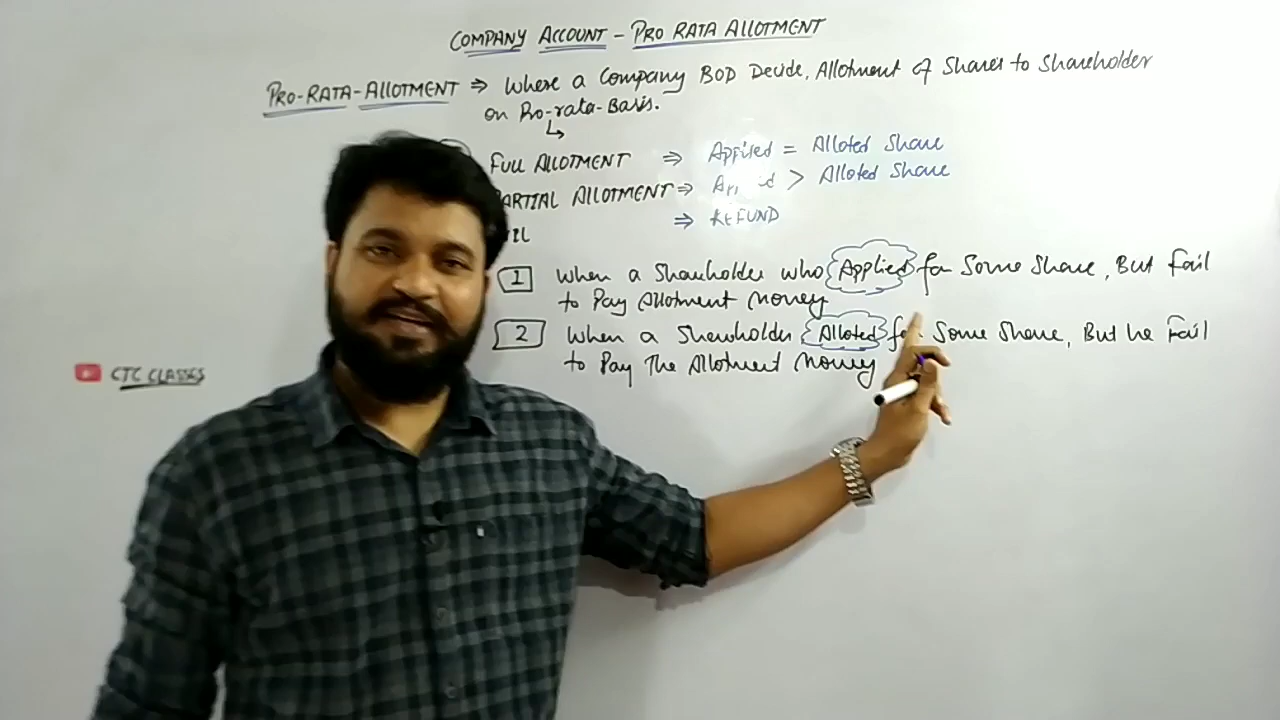 COMPANY ACCOUNT - PRO RATA ALLOTMENT
PRO-RATA-ALLOTMENT ⇒ Where a Company BOD Decide, Allotment of Shares to Shareholder
on Pro-rata-Basis.
↳
FULL ALLOTMENT ⇒ Applied = Alloted Share
ARTIAL ALLOTMENT ⇒ > Alloted Share
⇒ REFUND
1 When a Shareholder who Applied for Some Share, But Fail
to Pay Allotment Money
2 When a Shareholder Alloted for Some Share, But he Fail
to Pay The Allotment Money
CTC CLASSES